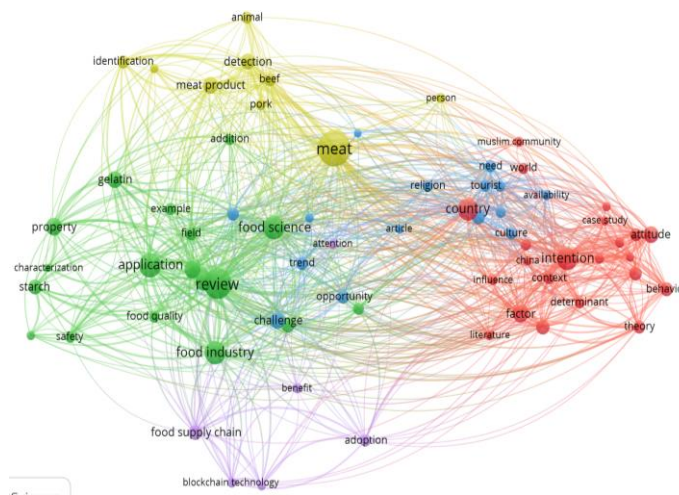 animal
identification
detection
beef
meat product
pork
person
addition
muslim community
meat
need
world
gelatin
religion
tourist
availability
example
country
case study
property
field
food science
article
culture
attitude
attention
characterization
application
trend
china
intention
starch
review
influence
context
behavio
opportunity
determinant
food quality
challenge
factor
theory
safety
literature
food industry
benefit
food supply chain
adoption
blockchain technology